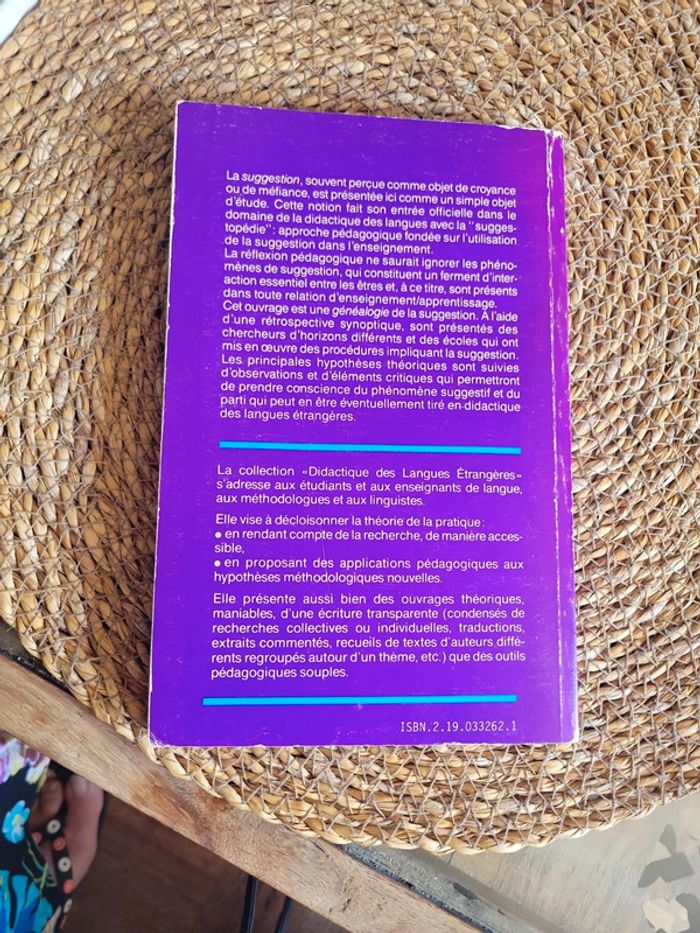 La suggestion, souvent perçue comme objet de croyance
ou de méfiance, est présentée ici comme un simple objet
d'étude. Cette notion fait son entrée officielle dans le
domaine de la didactique des langues avec la "sugges-
topédie" : approche pédagogique fondée sur l'utilisation
de la suggestion dans l'enseignement.
La réflexion pédagogique ne saurait ignorer les phéno-
mènes de suggestion, qui constituent un ferment d'inter-
action essentiel entre les êtres et, à ce titre, sont présents
dans toute relation d'enseignement/apprentissage.
Cet ouvrage est une généalogie de la suggestion. À l'aide
d'une rétrospective synoptique, sont présentés des
chercheurs d'horizons différents et des écoles qui ont
mis en œuvre des procédures impliquant la suggestion.
Les principales hypothèses théoriques sont suivies
d'observations et d'éléments critiques qui permettront
de prendre conscience du phénomène suggestif et du
parti qui peut en être éventuellement tiré en didactique
des langues étrangères.
La collection «Didactique des Langues Étrangères»
s'adresse aux étudiants et aux enseignants de langue,
aux méthodologues et aux linguistes.
Elle vise à décloisonner la théorie de la pratique :
• en rendant compte de la recherche, de manière acces-
sible,
• en proposant des applications pédagogiques aux
hypothèses méthodologiques nouvelles.
Elle présente aussi bien des ouvrages théoriques,
maniables, d'une écriture transparente (condensés de
recherches collectives ou individuelles, traductions,
extraits commentés, recueils de textes d'auteurs diffé-
rents regroupés autour d'un thème, etc.) que des outils
pédagogiques souples.
ISBN.2.19.033262.1